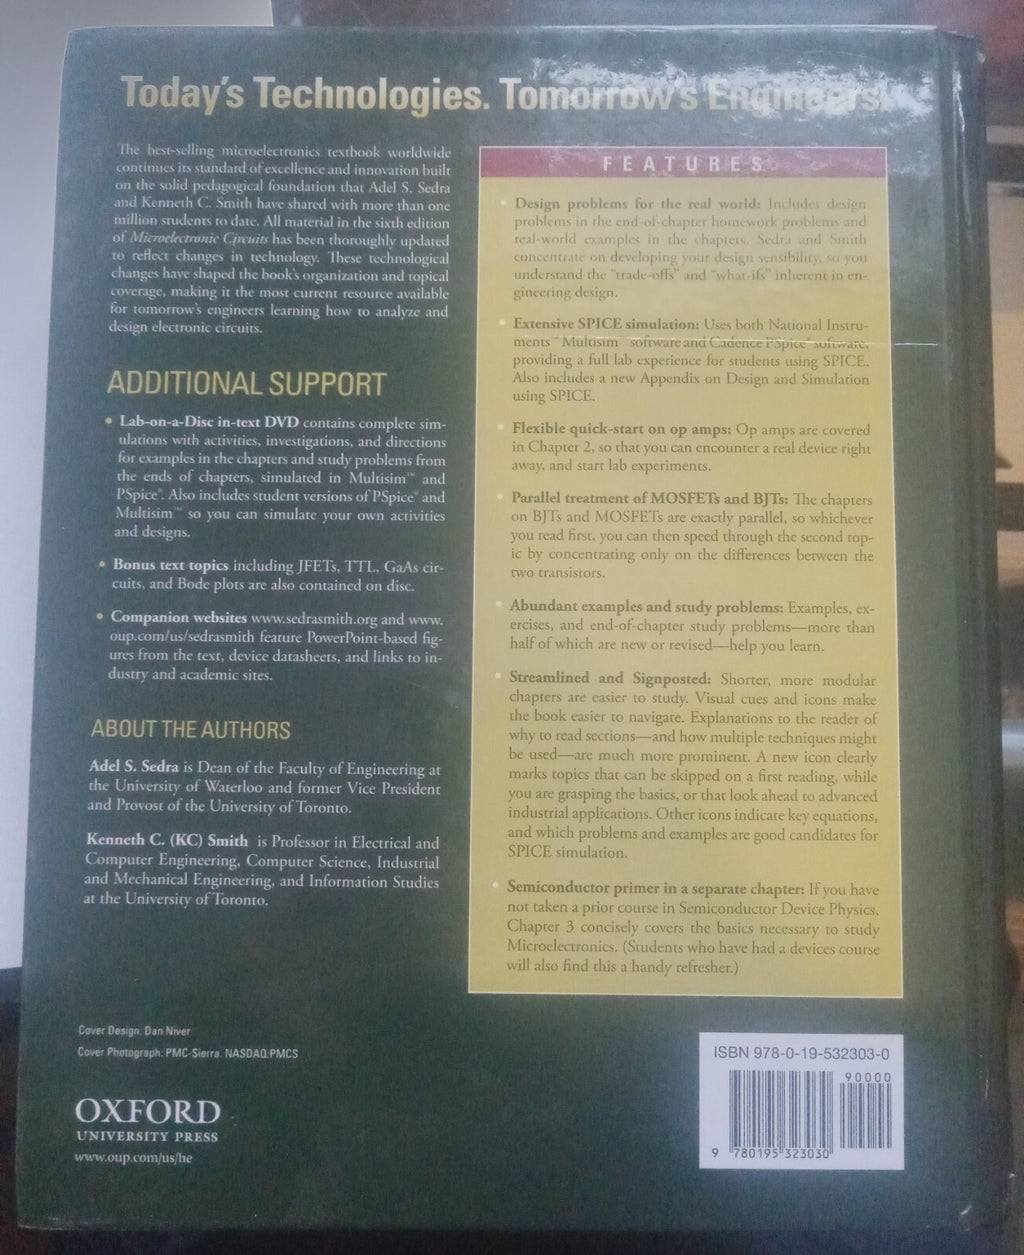 Today's Technologies. Tomorrow's Engineers.
The best-selling microelectronics textbook worldwide
continues its standard of excellence and innovation built
on the solid pedagogical foundation that Adel S. Sedra
and Kenneth C. Smith have shared with more than one
million students to date. All material in the sixth edition
of Microelectronic Circuits has been thoroughly updated
to reflect changes in technology. These technological
changes have shaped the book's organization and topical
coverage, making it the most current resource available
for tomorrow's engineers learning how to analyze and
design electronic circuits.
ADDITIONAL SUPPORT
• Lab-on-a-Disc in-text DVD contains complete sim-
ulations with activities, investigations, and directions
for examples in the chapters and study problems from
the ends of chapters, simulated in Multisim™ and
PSpice®. Also includes student versions of PSpice® and
Multisim™ so you can simulate your own activities
and designs.
• Bonus text topics including JFETs, TTL, GaAs cir-
cuits, and Bode plots are also contained on disc.
• Companion websites www.sedrasmith.org and www.
oup.com/us/sedrasmith feature PowerPoint-based fig-
ures from the text, device datasheets, and links to in-
dustry and academic sites.
ABOUT THE AUTHORS
Adel S. Sedra is Dean of the Faculty of Engineering at
the University of Waterloo and former Vice President
and Provost of the University of Toronto.
Kenneth C. (KC) Smith is Professor in Electrical and
Computer Engineering, Computer Science, Industrial
and Mechanical Engineering, and Information Studies
at the University of Toronto.
FEATURES
• Design problems for the real world: Includes design
problems in the end-of-chapter homework problems and
real-world examples in the chapters. Sedra and Smith
concentrate on developing your design sensibility, so you
understand the "trade-offs" and "what-ifs" inherent in en-
gineering design.
• Extensive SPICE simulation: Uses both National Instru-
ments™ Multisim™ software and Cadence PSpice® software,
providing a full lab experience for students using SPICE.
Also includes a new Appendix on Design and Simulation
using SPICE.
• Flexible quick-start on op amps: Op amps are covered
in Chapter 2, so that you can encounter a real device right
away, and start lab experiments.
• Parallel treatment of MOSFETs and BJTs: The chapters
on BJTs and MOSFETs are exactly parallel, so whichever
you read first, you can then speed through the second top-
ic by concentrating only on the differences between the
two transistors.
• Abundant examples and study problems: Examples, ex-
ercises, and end-of-chapter study problems—more than
half of which are new or revised—help you learn.
• Streamlined and Signposted: Shorter, more modular
chapters are easier to study. Visual cues and icons make
the book easier to navigate. Explanations to the reader of
why to read sections—and how multiple techniques might
be used—are much more prominent. A new icon clearly
marks topics that can be skipped on a first reading, while
you are grasping the basics, or that look ahead to advanced
industrial applications. Other icons indicate key equations,
and which problems and examples are good candidates for
SPICE simulation.
• Semiconductor primer in a separate chapter: If you have
not taken a prior course in Semiconductor Device Physics,
Chapter 3 concisely covers the basics necessary to study
Microelectronics. (Students who have had a devices course
will also find this a handy refresher.)
Cover Design: Dan Niver
Cover Photograph: PMC-Sierra. NASDAQ:PMCS
OXFORD
UNIVERSITY PRESS
www.oup.com/us/he
ISBN 978-0-19-532303-0
90000
9 780195 323030